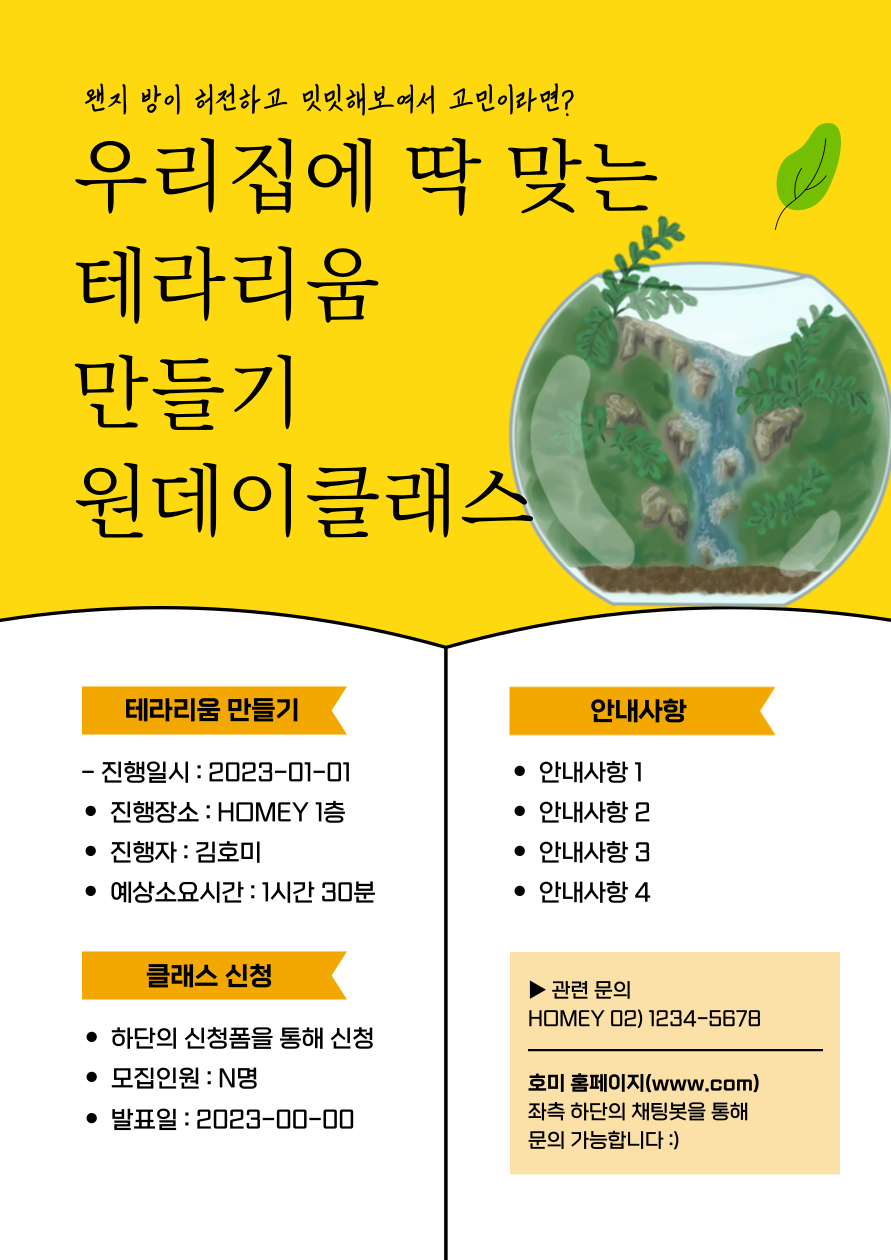 왠지 방이 허전하고 밋밋해보여서 고민이라면?
우리집에 딱 맞는
테라리움
만들기
원데이클래스
테라리움 만들기
- 진행일시 : 2023-01-01
• 진행장소 : HOMEY 1층
• 진행자 : 김호미
• 예상소요시간 : 1시간 30분
클래스 신청
• 하단의 신청폼을 통해 신청
• 모집인원 : N명
• 발표일 : 2023-00-00
안내사항
• 안내사항 1
• 안내사항 2
• 안내사항 3
• 안내사항 4
▶ 관련 문의
HOMEY 02) 1234-5678
호미 홈페이지(www.com)
좌측 하단의 채팅봇을 통해
문의 가능합니다 :)